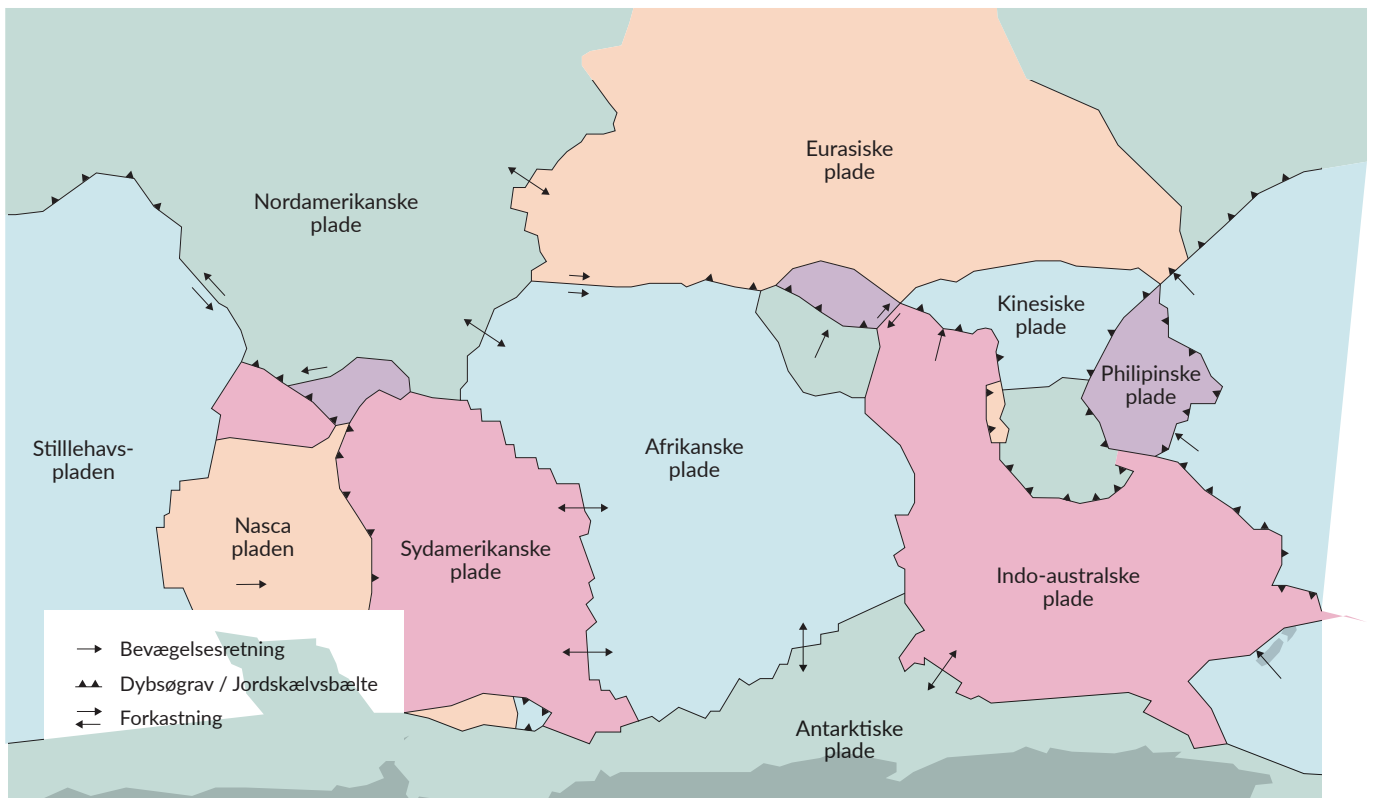 Eurasiske
plade
Nordamerikanske
plade
Kinesiske
plade
Philipinske
plade
Stilllehavs-
pladen
Afrikanske
plade
Nasca
pladen
Sydamerikanske
plade
Indo-australske
plade
Bevægelsesretning
Dybsøgrav / Jordskælvsbælte
Forkastning
Antarktiske
plade